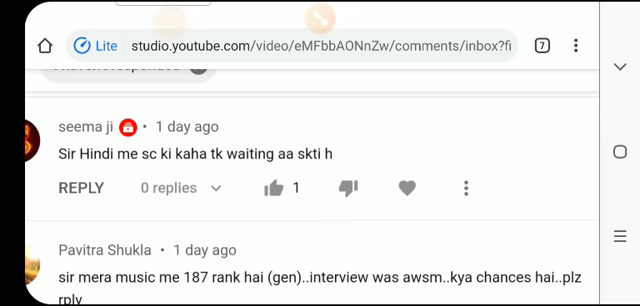 Lite studio.youtube.com/video/eMFbbAONnZw/comments/inbox?fi 7
seema ji • 1 day ago
Sir Hindi me sc ki kaha tk waiting aa skti h
REPLY 0 replies 1
Pavitra Shukla • 1 day ago
sir mera music me 187 rank hai (gen)..interview was awsm..kya chances hai..plz
rply